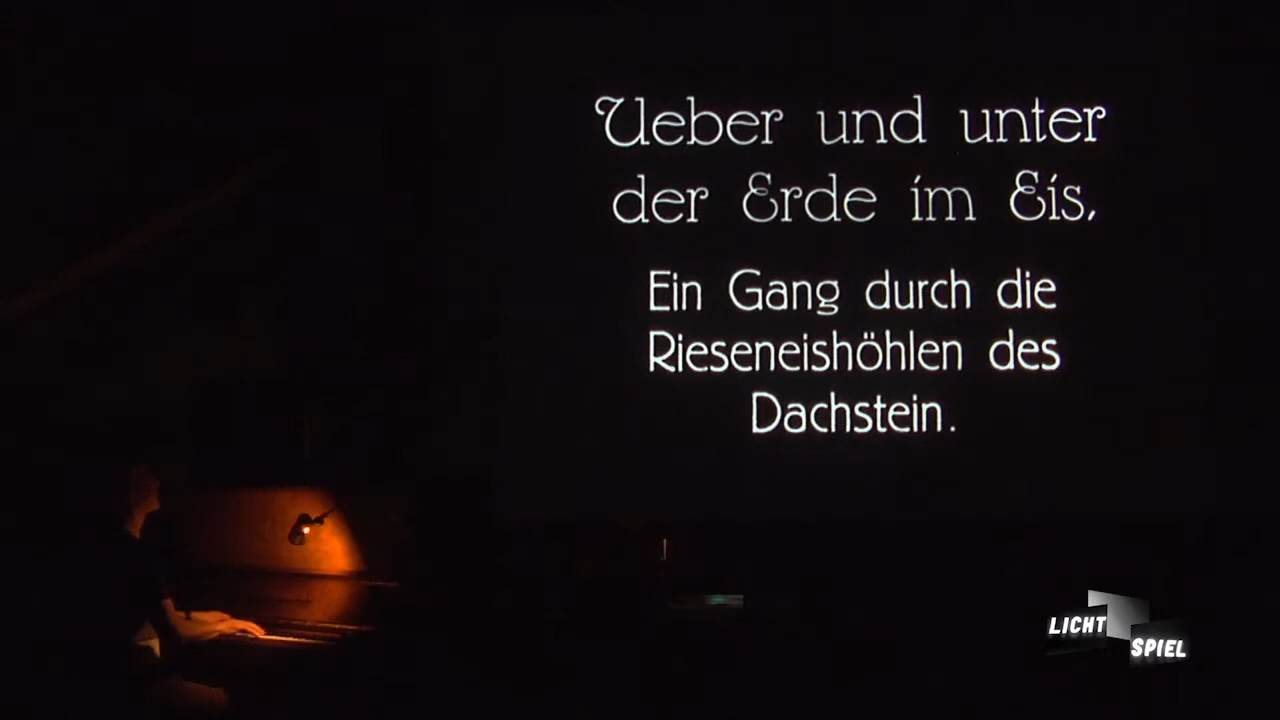 Ueber und unter
der Erde im Eis.
Ein Gang durch die
Rieseneishöhlen des
Dachstein.
LICHT
SPIEL